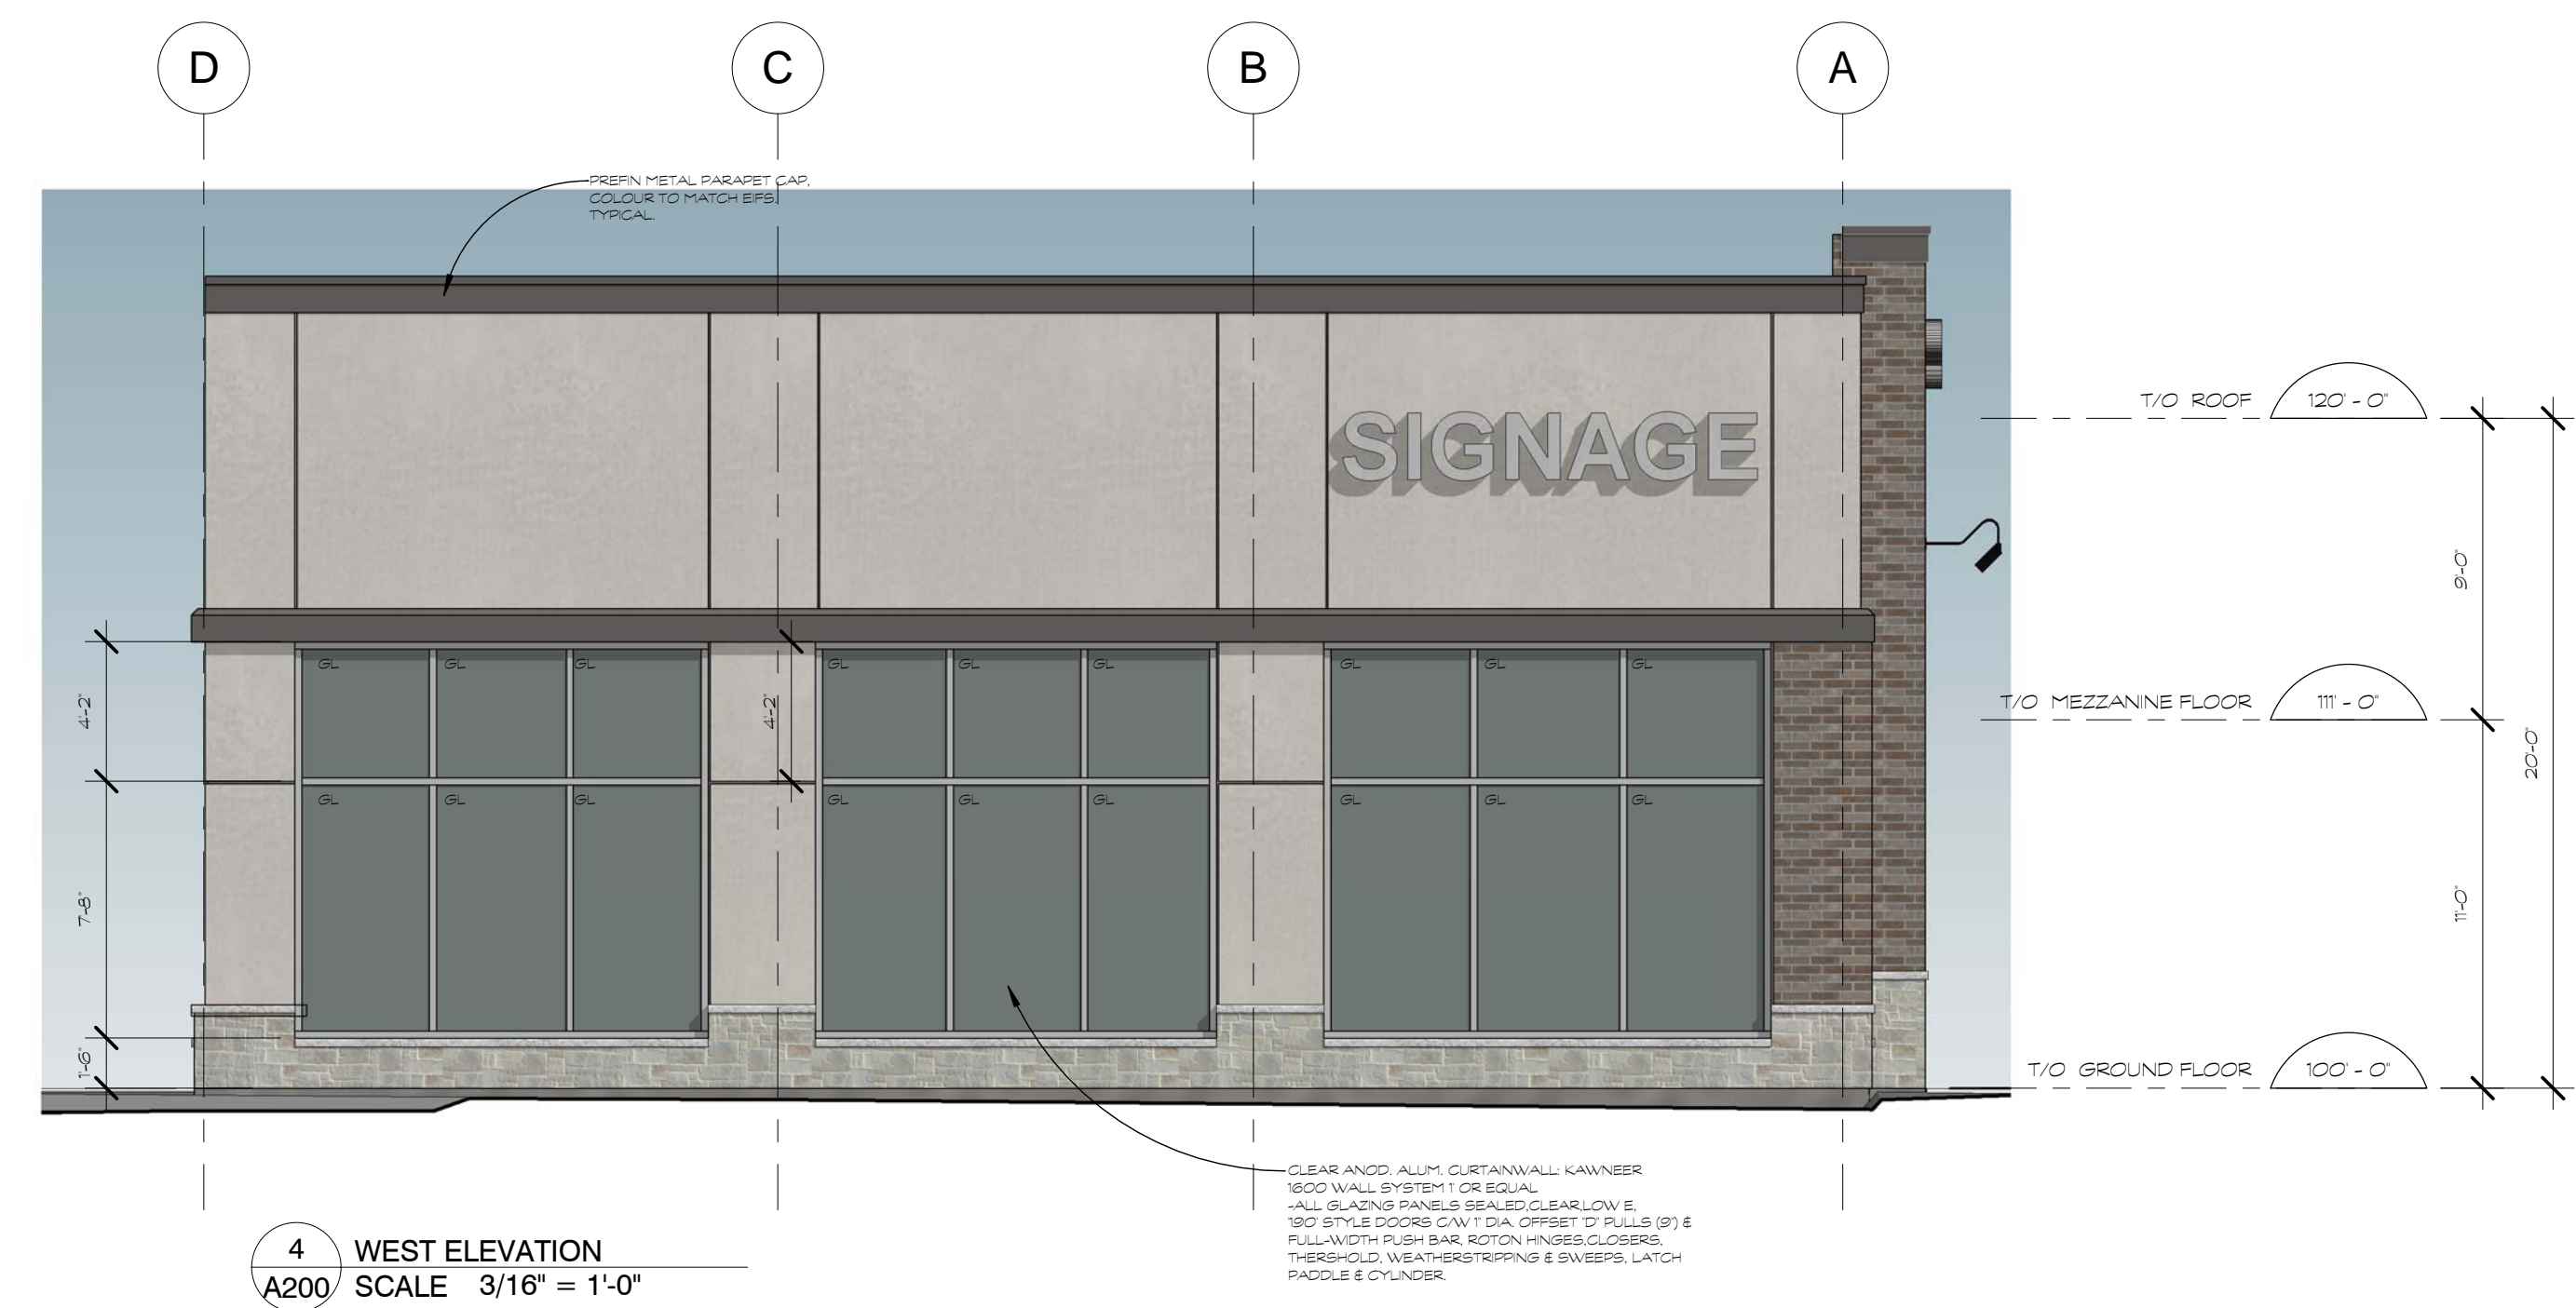 D
C
B
A
PREFIN METAL PARAPET CAP,
COLOUR TO MATCH EIFS.
TYPICAL.
SIGNAGE
T/O ROOF
120' - 0"
9'-0"
T/O MEZZANINE FLOOR
111' - 0"
20'-0"
11'-0"
T/O GROUND FLOOR
100' - 0"
4'-2"
7'-8"
1'-6"
4'-2"
GL GL GL GL GL GL GL GL GL
GL GL GL GL GL GL GL GL GL
CLEAR ANOD. ALUM. CURTAINWALL: KAWNEER
1600 WALL SYSTEM 1' OR EQUAL
-ALL GLAZING PANELS SEALED,CLEAR,LOW E,
190' STYLE DOORS C/W 1" DIA. OFFSET "D" PULLS (9") &
FULL-WIDTH PUSH BAR, ROTON HINGES,CLOSERS,
THERSHOLD, WEATHERSTRIPPING & SWEEPS, LATCH
PADDLE & CYLINDER.
4
A200
WEST ELEVATION
SCALE 3/16" = 1'-0"